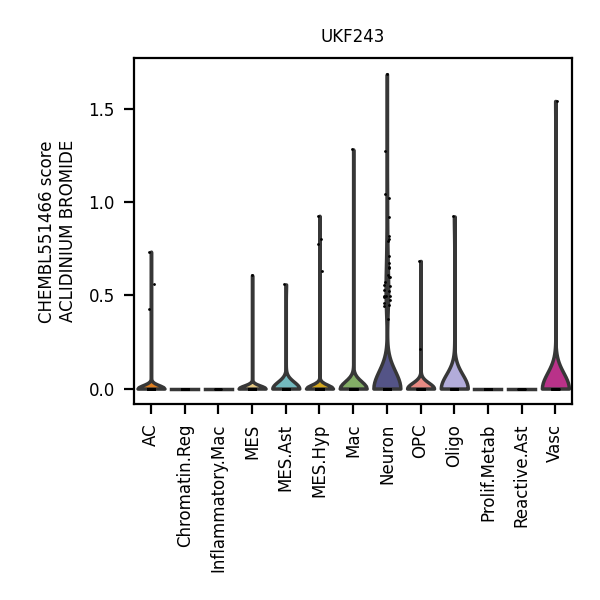 UKF243
CHEMBL551466 score
ACLIDINIUM BROMIDE
1.5
1.0
0.5
0.0
AC
Chromatin.Reg
Inflammatory.Mac
MES
MES.Ast
MES.Hyp
Mac
Neuron
OPC
Oligo
Prolif.Metab
Reactive.Ast
Vasc